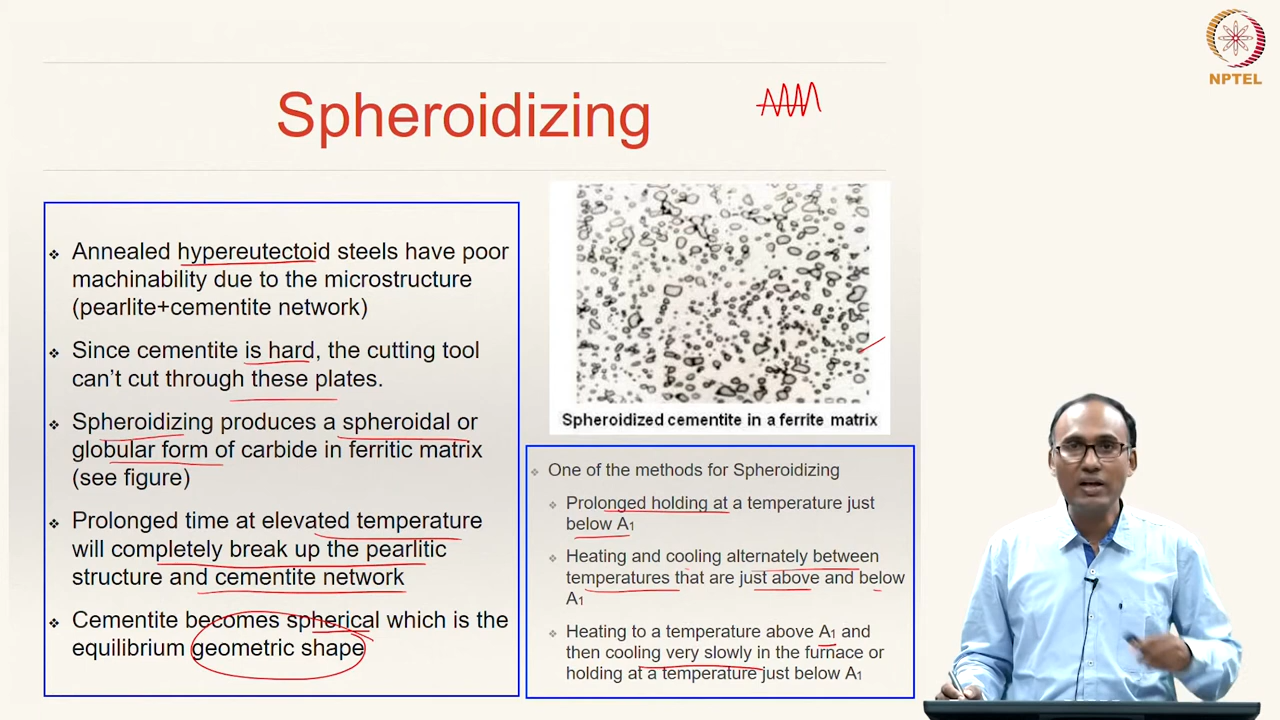 NPTEL
Spheroidizing
❖ Annealed hypereutectoid steels have poor
machinability due to the microstructure
(pearlite+cementite network)
❖ Since cementite is hard, the cutting tool
can't cut through these plates.
❖ Spheroidizing produces a spheroidal or
globular form of carbide in ferritic matrix
(see figure)
❖ Prolonged time at elevated temperature
will completely break up the pearlitic
structure and cementite network
❖ Cementite becomes spherical which is the
equilibrium geometric shape
Spheroidized cementite in a ferrite matrix
❖ One of the methods for Spheroidizing
❖ Prolonged holding at a temperature just
below A1
❖ Heating and cooling alternately between
temperatures that are just above and below
A1
❖ Heating to a temperature above A1 and
then cooling very slowly in the furnace or
holding at a temperature just below A1